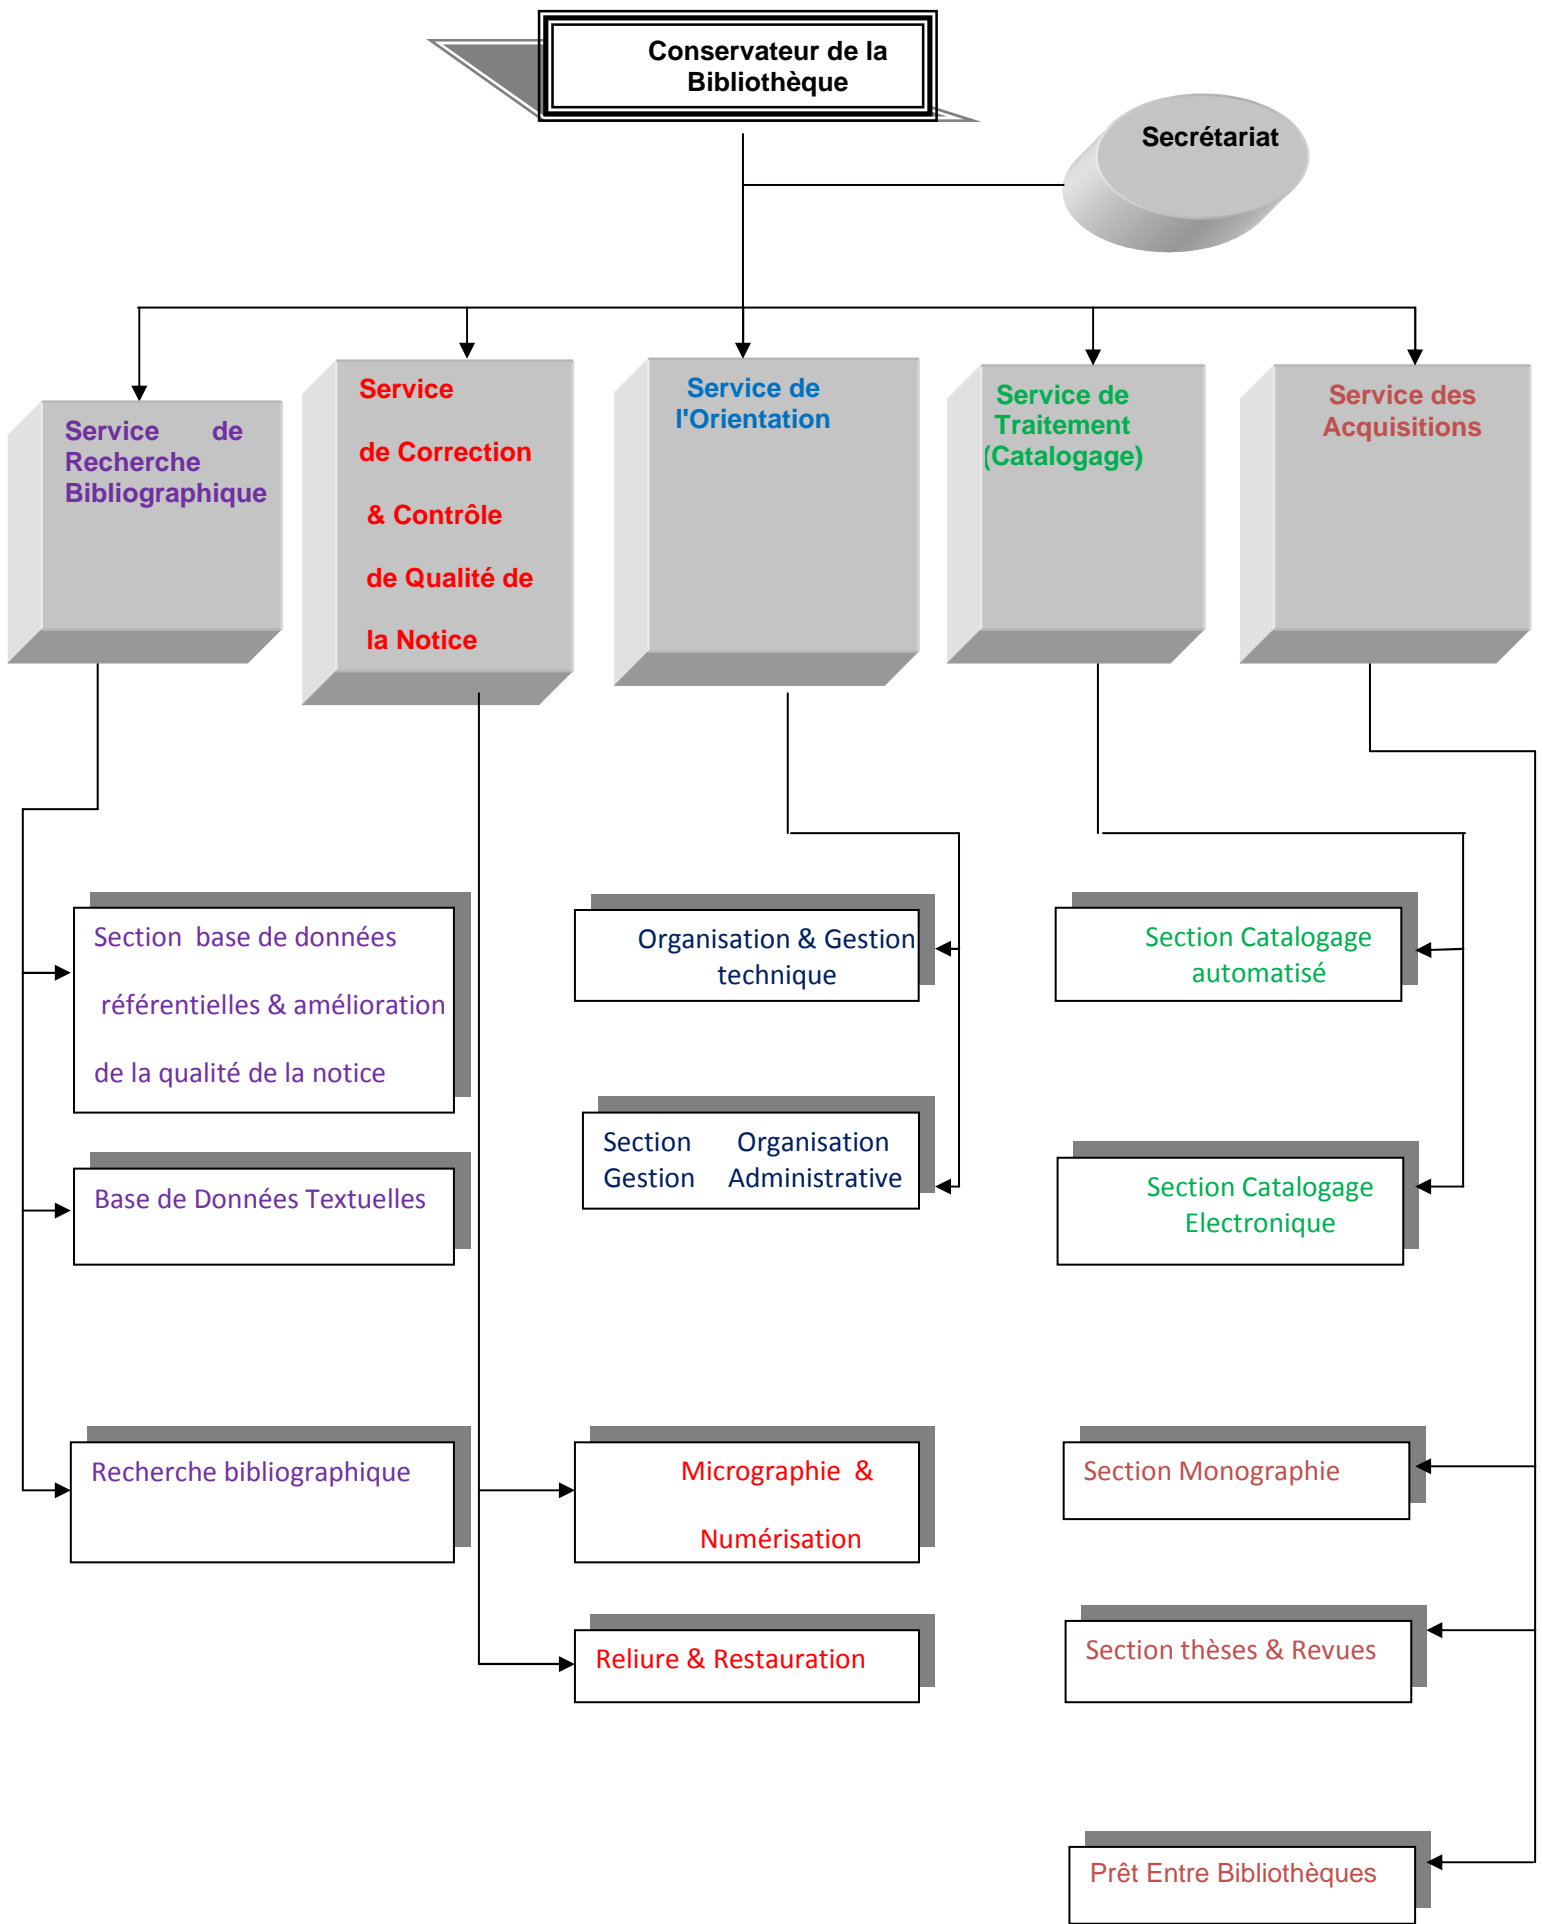 Conservateur de la
Bibliothèque
Secrétariat
Service de
Recherche
Bibliographique
Service
de Correction
& Contrôle
de Qualité de
la Notice
Service de
l'Orientation
Service de
Traitement
(Catalogage)
Service des
Acquisitions
Section base de données
référentielles & amélioration
de la qualité de la notice
Base de Données Textuelles
Recherche bibliographique
Organisation & Gestion
technique
Section Organisation
Gestion Administrative
Micrographie &
Numérisation
Reliure & Restauration
Section Catalogage
automatisé
Section Catalogage
Electronique
Section Monographie
Section thèses & Revues
Prêt Entre Bibliothèques